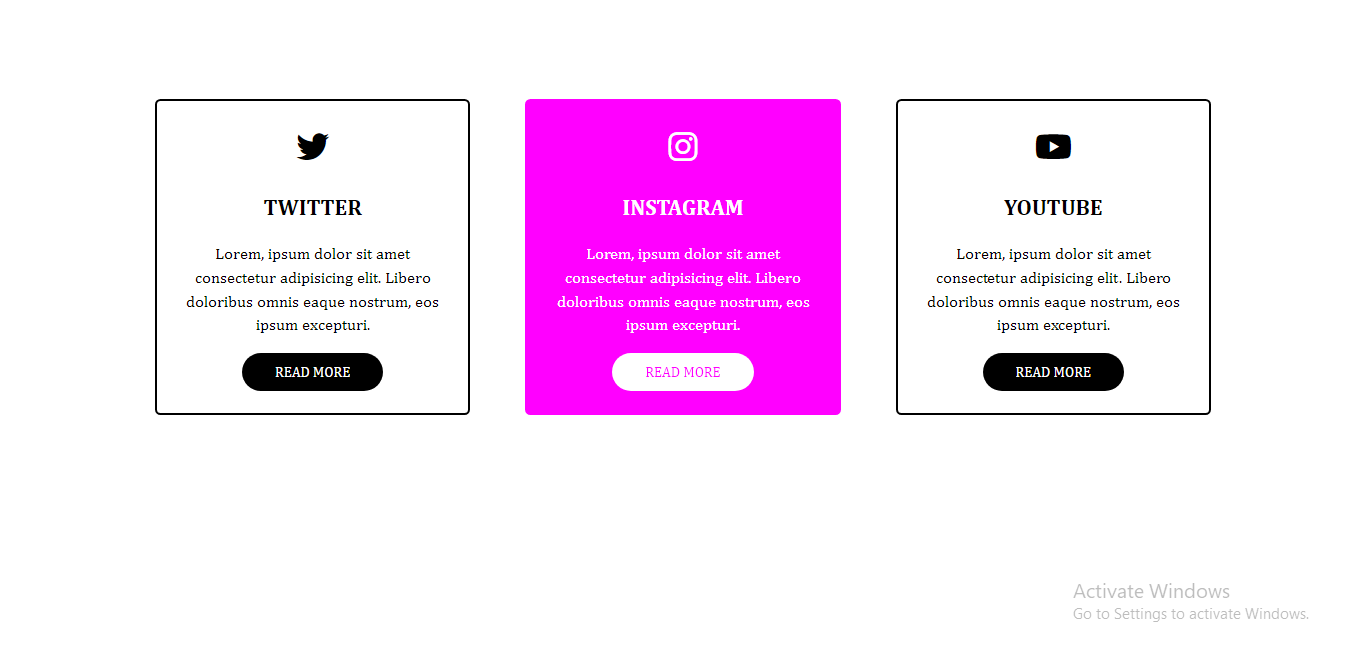 TWITTER
Lorem, ipsum dolor sit amet
consectetur adipisicing elit. Libero
doloribus omnis eaque nostrum, eos
ipsum excepturi.
READ MORE
INSTAGRAM
Lorem, ipsum dolor sit amet
consectetur adipisicing elit. Libero
doloribus omnis eaque nostrum, eos
ipsum excepturi.
READ MORE
YOUTUBE
Lorem, ipsum dolor sit amet
consectetur adipisicing elit. Libero
doloribus omnis eaque nostrum, eos
ipsum excepturi.
READ MORE
Activate Windows
Go to Settings to activate Windows.